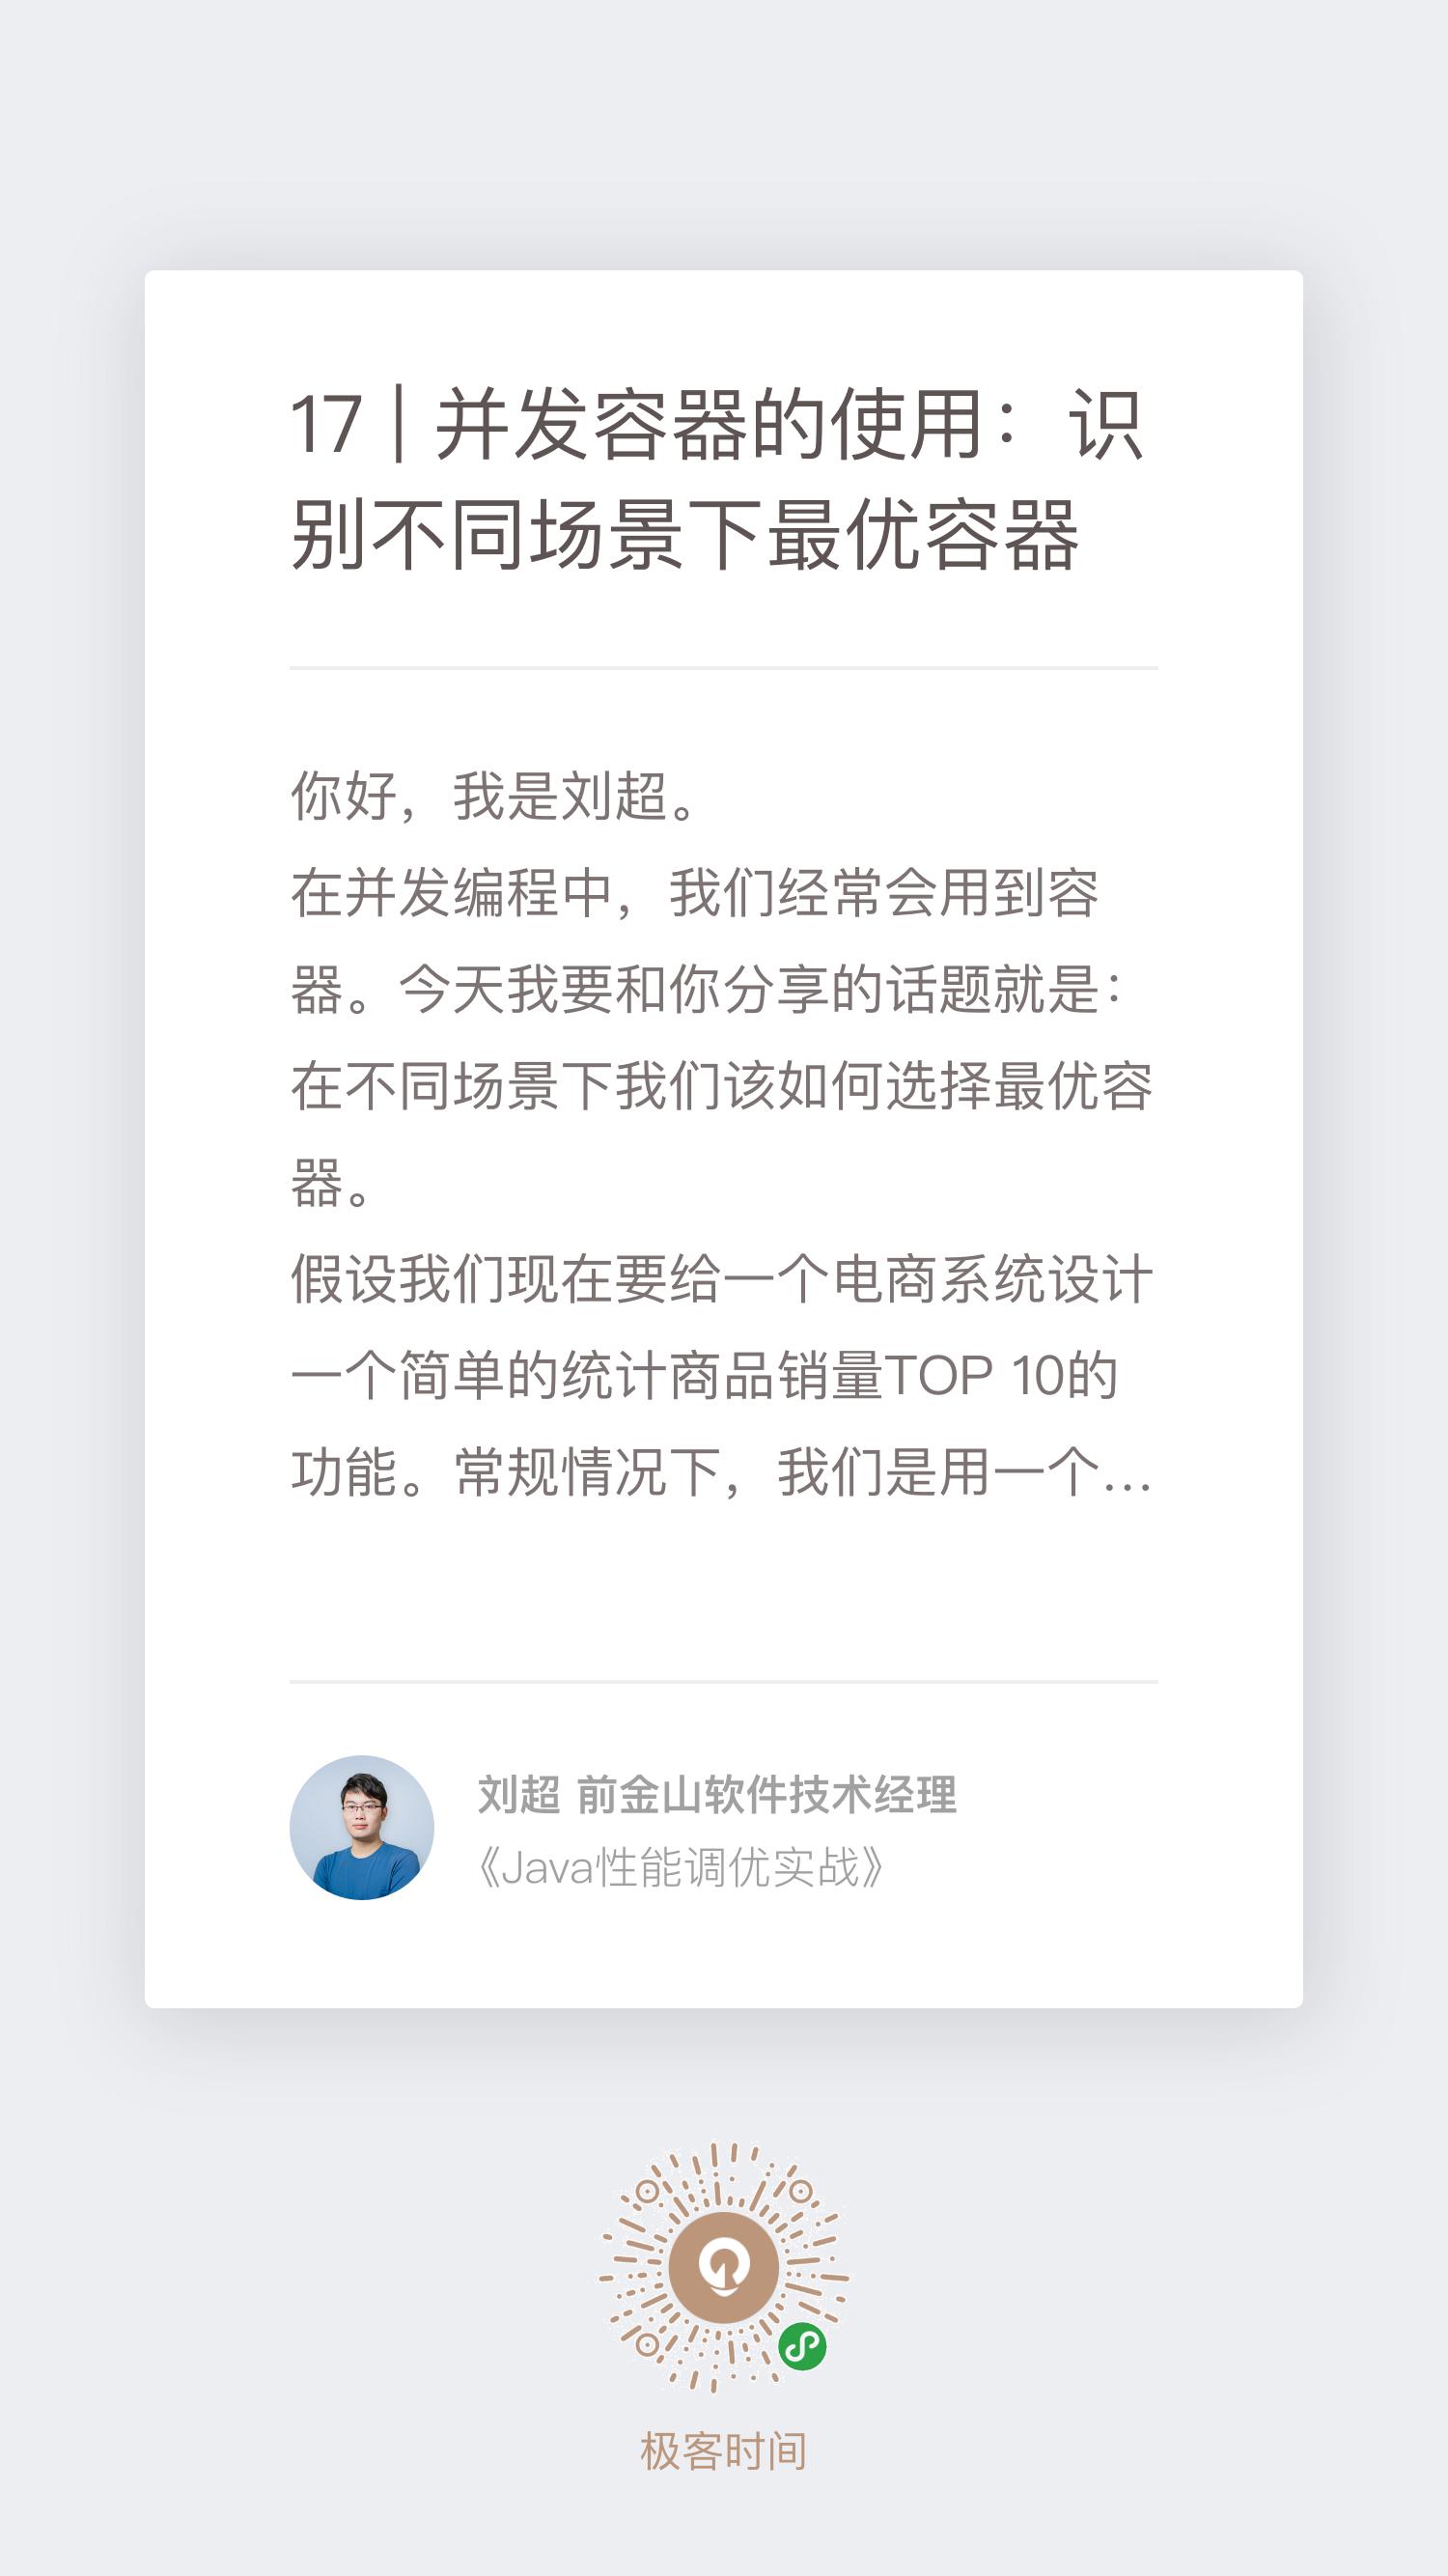 17 | 并发容器的使用：识
别不同场景下最优容器
你好，我是刘超。
在并发编程中，我们经常会用到容
器。今天我要和你分享的话题就是：
在不同场景下我们该如何选择最优容
器。
假设我们现在要给一个电商系统设计
一个简单的统计商品销量TOP 10的
功能。常规情况下，我们是用一个...
刘超 前金山软件技术经理
《Java性能调优实战》
极客时间